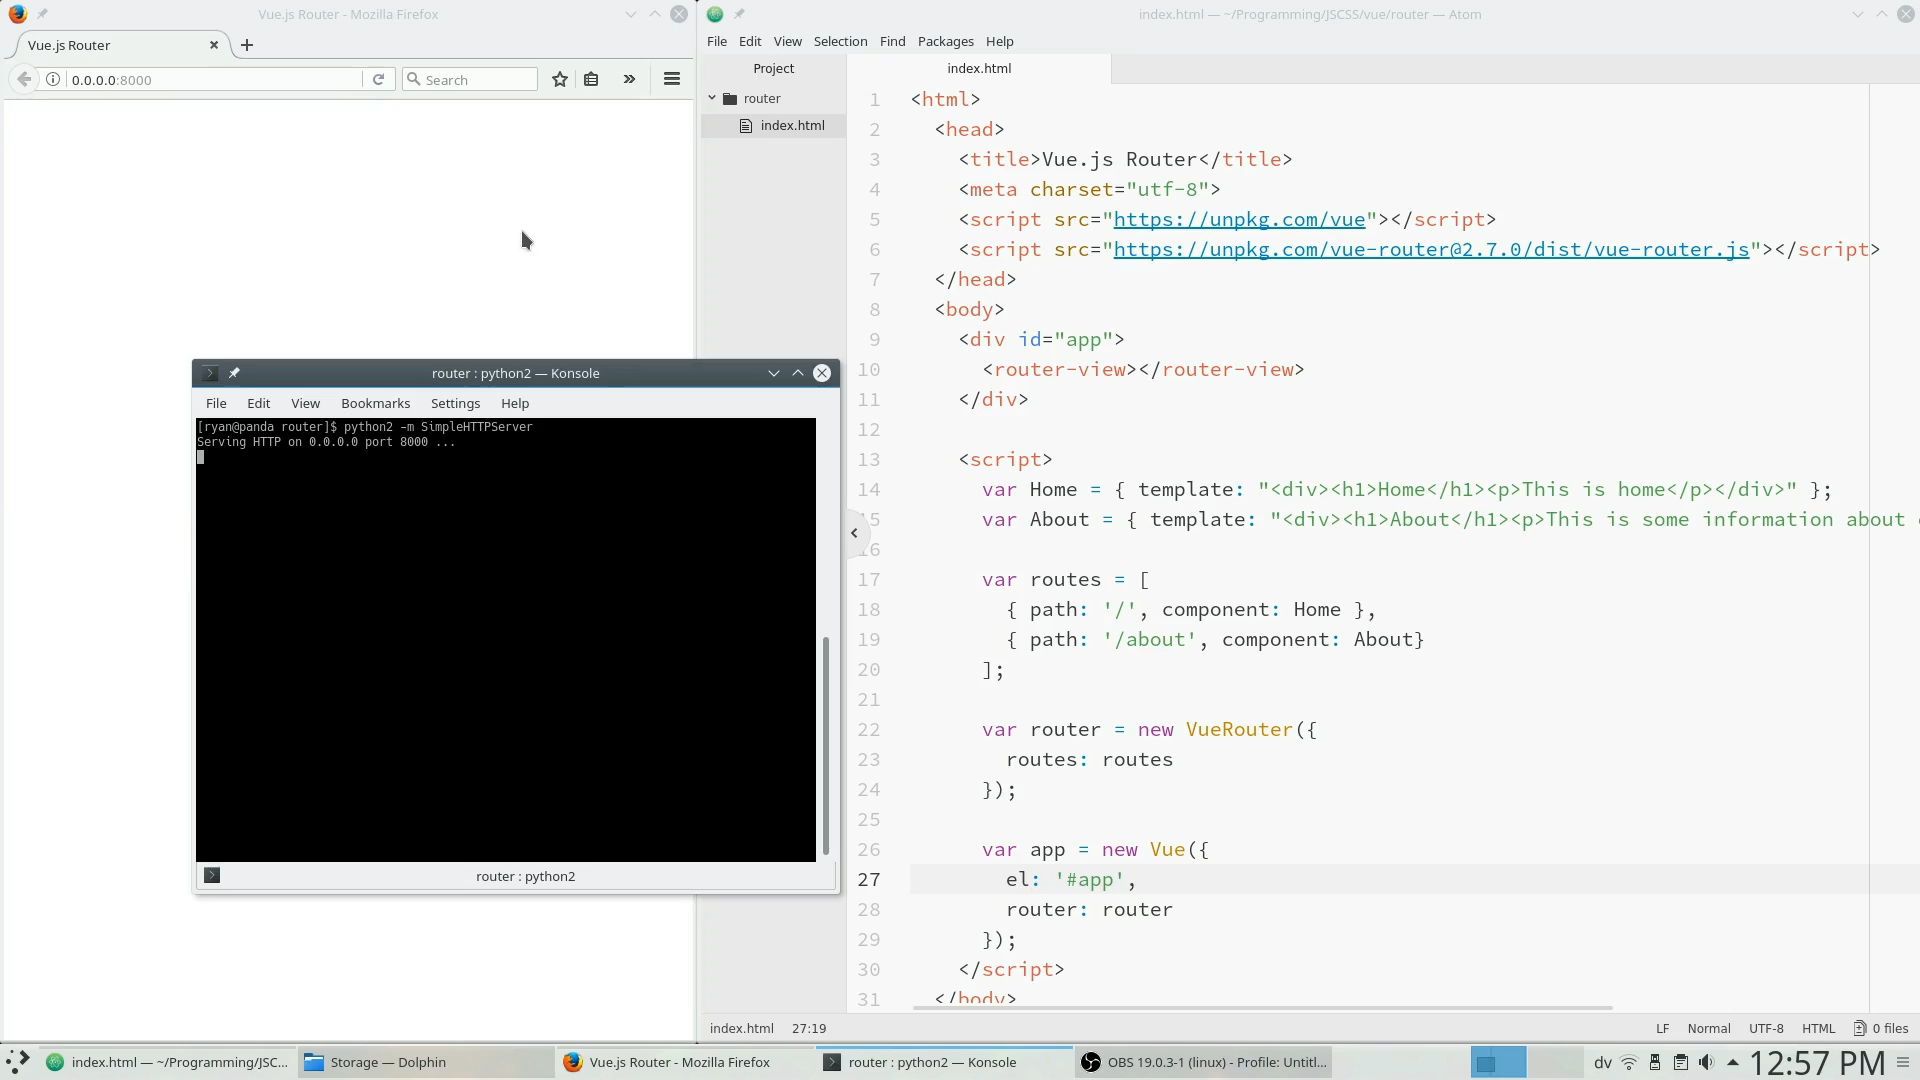 Vue.js Router - Mozilla Firefox
Vue.js Router
0.0.0.0:8000
Search
router : python2 — Konsole
File Edit View Bookmarks Settings Help
[ryan@panda router]$ python2 -m SimpleHTTPServer
Serving HTTP on 0.0.0.0 port 8000 ...
router : python2
index.html — ~/Programming/JSCSS/vue/router — Atom
File Edit View Selection Find Packages Help
Project
router
index.html
index.html
1 <html>
2 <head>
3 <title>Vue.js Router</title>
4 <meta charset="utf-8">
5 <script src="https://unpkg.com/vue"></script>
6 <script src="https://unpkg.com/vue-router@2.7.0/dist/vue-router.js"></script>
7 </head>
8 <body>
9 <div id="app">
10 <router-view></router-view>
11 </div>
12
13 <script>
14 var Home = { template: "<div><h1>Home</h1><p>This is home</p></div>" };
15 var About = { template: "<div><h1>About</h1><p>This is some information about
16
17 var routes = [
18 { path: '/', component: Home },
19 { path: '/about', component: About}
20 ];
21
22 var router = new VueRouter({
23 routes: routes
24 });
25
26 var app = new Vue({
27 el: '#app',
28 router: router
29 });
30 </script>
31 </body>
index.html 27:19 LF Normal UTF-8 HTML 0 files
index.html — ~/Programming/JSC... Storage — Dolphin Vue.js Router - Mozilla Firefox router : python2 — Konsole OBS 19.0.3-1 (linux) - Profile: Untitl... dv 12:57 PM